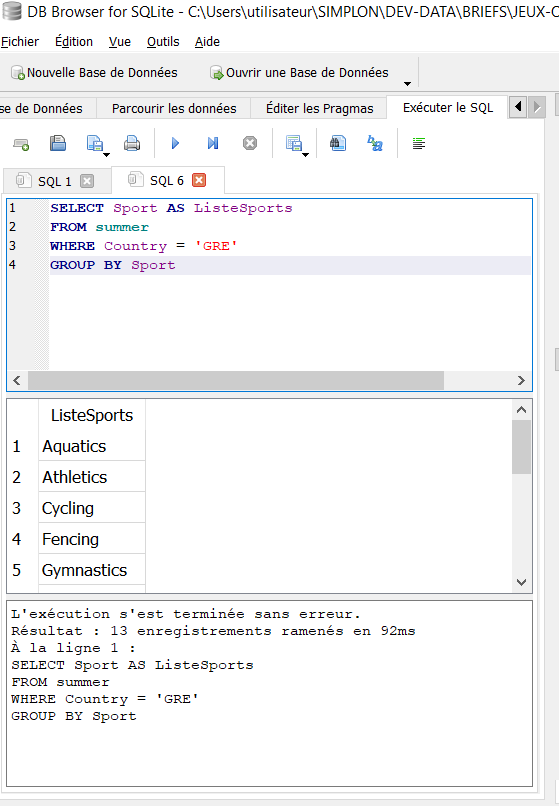 DB Browser for SQLite - C:\Users\utilisateur\SIMPLON\DEV-DATA\BRIEFS\JEUX-
Fichier Édition Vue Outils Aide
Nouvelle Base de Données Ouvrir une Base de Données
se de Données Parcourir les données Éditer les Pragmas Exécuter le SQL
SQL 1 SQL 6
1 SELECT Sport AS ListeSports
2 FROM summer
3 WHERE Country = 'GRE'
4 GROUP BY Sport
ListeSports
1 Aquatics
2 Athletics
3 Cycling
4 Fencing
5 Gymnastics
L'exécution s'est terminée sans erreur.
Résultat : 13 enregistrements ramenés en 92ms
À la ligne 1 :
SELECT Sport AS ListeSports
FROM summer
WHERE Country = 'GRE'
GROUP BY Sport